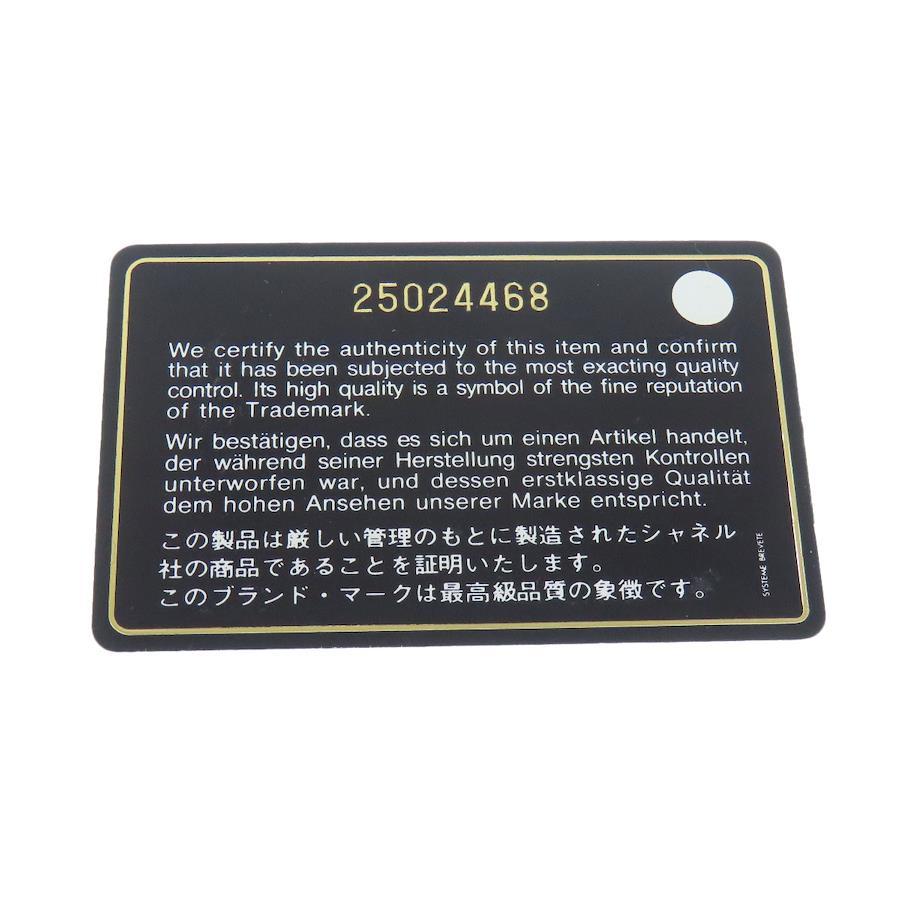 25024468
We certify the authenticity of this item and confirm
that it has been subjected to the most exacting quality
control. Its high quality is a symbol of the fine reputation
of the Trademark.
Wir bestätigen, dass es sich um einen Artikel handelt,
der während seiner Herstellung strengsten Kontrollen
unterworfen war, und dessen erstklassige Qualität
dem hohen Ansehen unserer Marke entspricht.
この製品は厳しい管理のもとに製造されたシャネル
社の商品であることを証明いたします。
このブランド・マークは最高級品質の象徴です。
SYSTEME BREVETE